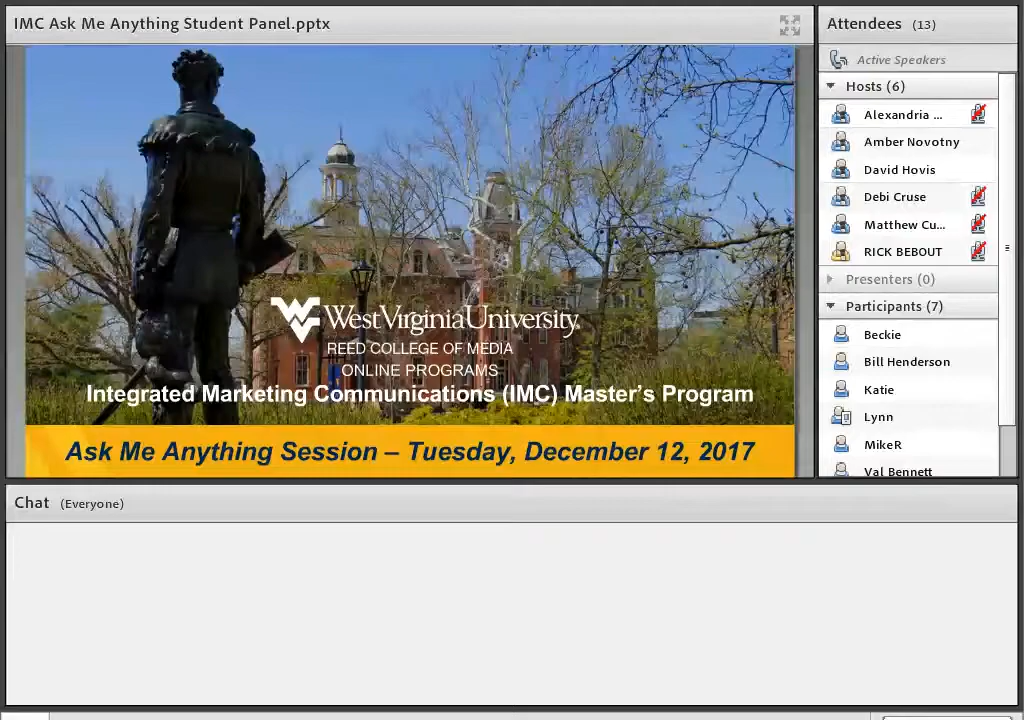 IMC Ask Me Anything Student Panel.pptx
WestVirginiaUniversity.
REED COLLEGE OF MEDIA
ONLINE PROGRAMS
Integrated Marketing Communications (IMC) Master's Program
Ask Me Anything Session – Tuesday, December 12, 2017
Attendees (13)
Active Speakers
Hosts (6)
Alexandria ...
Amber Novotny
David Hovis
Debi Cruse
Matthew Cu...
RICK BEBOUT
Presenters (0)
Participants (7)
Beckie
Bill Henderson
Katie
Lynn
MikeR
Val Bennett
Chat (Everyone)